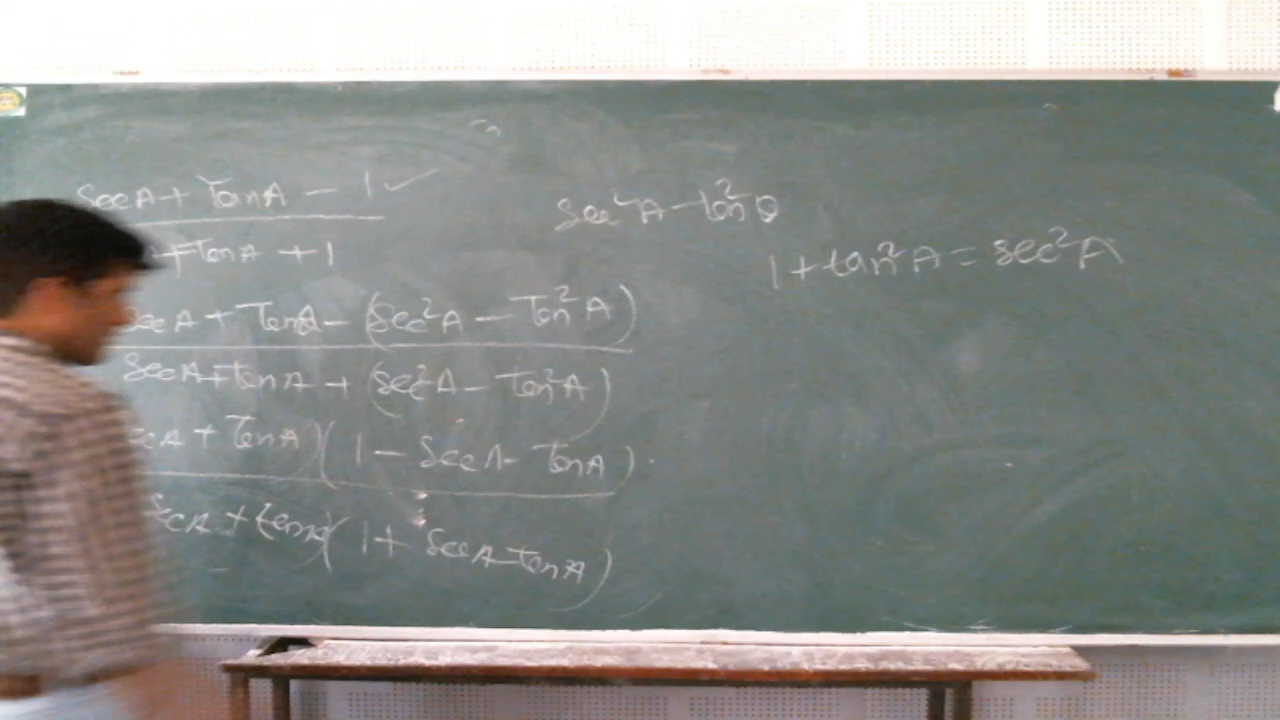 SecA + TanA - 1 ✓
+ TanA + 1
SecA + TanA - (Sec²A - Tan²A)
SecA + tanA + (Sec²A - Tan²A)
ecA + TanA)(1 - SecA - TanA).
ecA + tanA)(1 + SecA - tanA)
Sec²A - tan²θ
1 + tan²A = sec²A